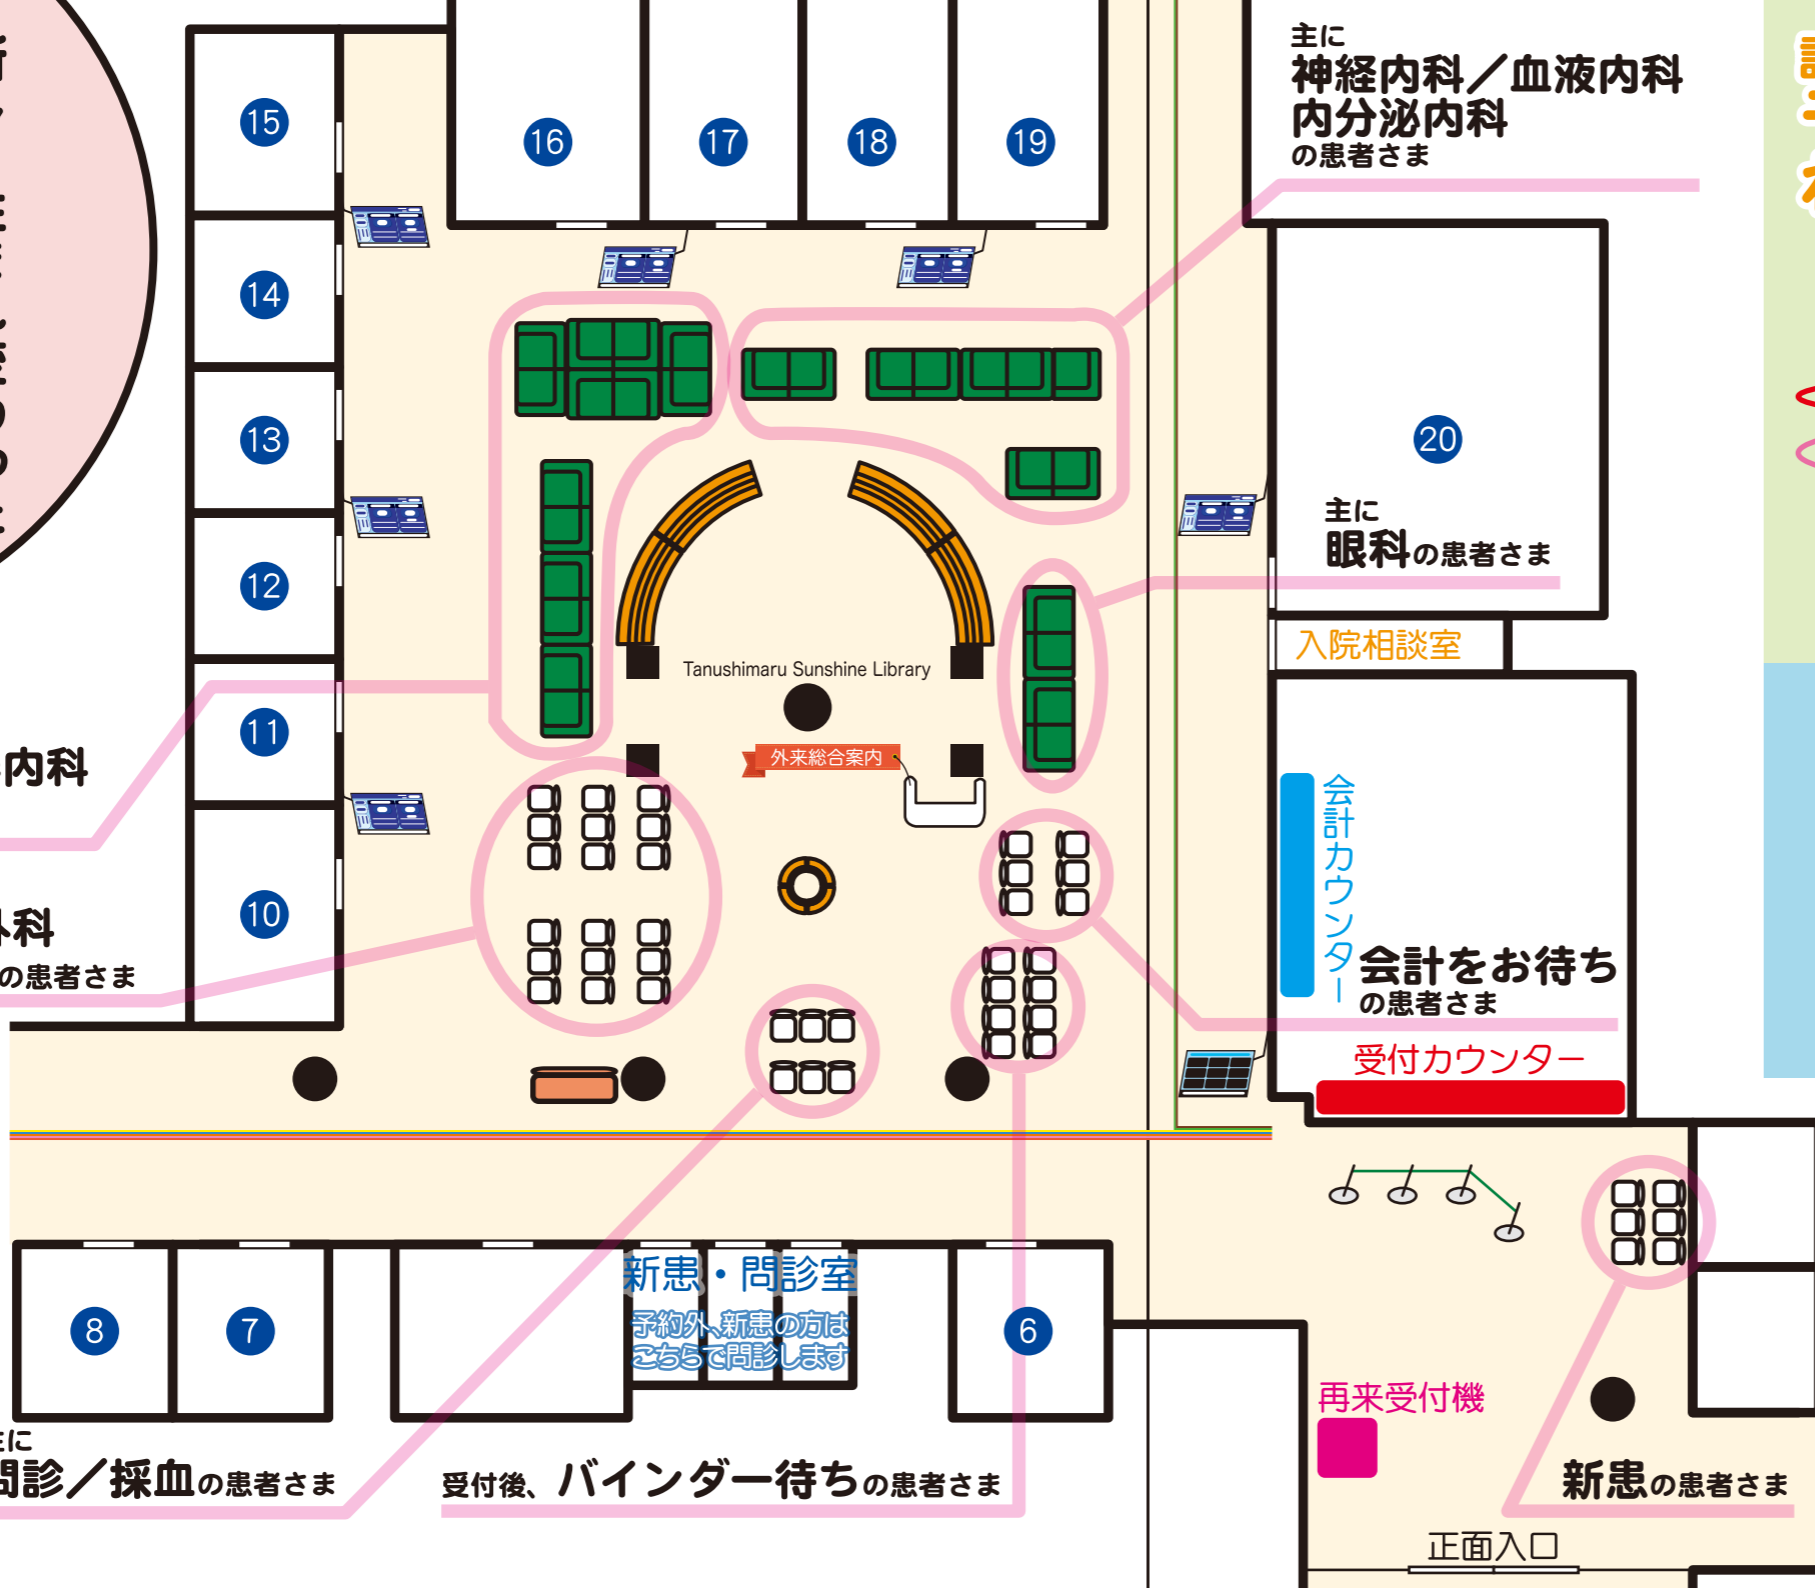 主に
神経内科／血液内科
内分泌内科
の患者さま
15
16
17
18
19
14
13
12
11
10
20
主に
眼科の患者さま
入院相談室
Tanushimaru Sunshine Library
外来総合案内
内科
外科
の患者さま
会計カウンター
会計をお待ち
の患者さま
受付カウンター
新患・問診室
予約外、新患の方は
こちらで問診します
8
7
6
再来受付機
主に
問診／採血の患者さま
受付後、バインダー待ちの患者さま
新患の患者さま
正面入口